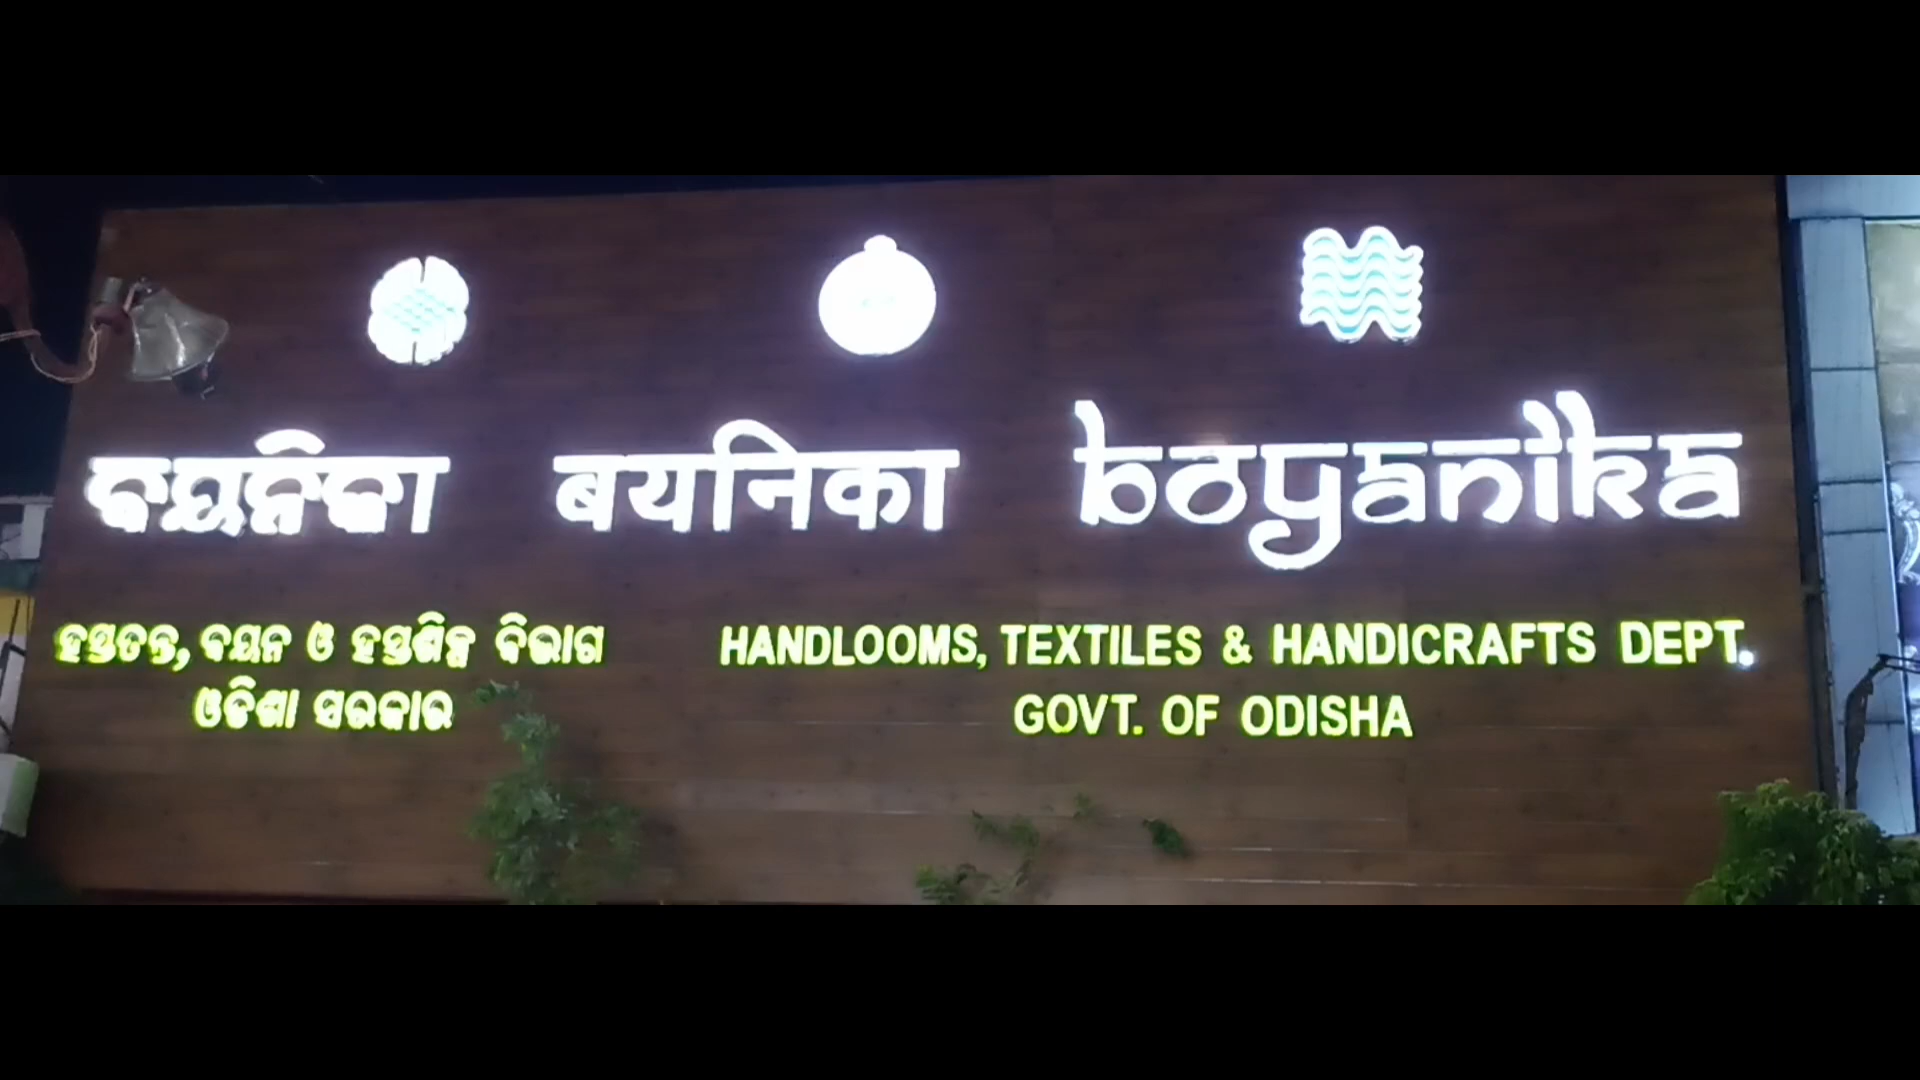 ବୟନିକା बयनिका boyanika
ହସ୍ତତନ୍ତ, ବୟନ ଓ ହସ୍ତଶିଳ୍ପ ବିଭାଗ
ଓଡିଶା ସରକାର
HANDLOOMS, TEXTILES & HANDICRAFTS DEPT.
GOVT. OF ODISHA